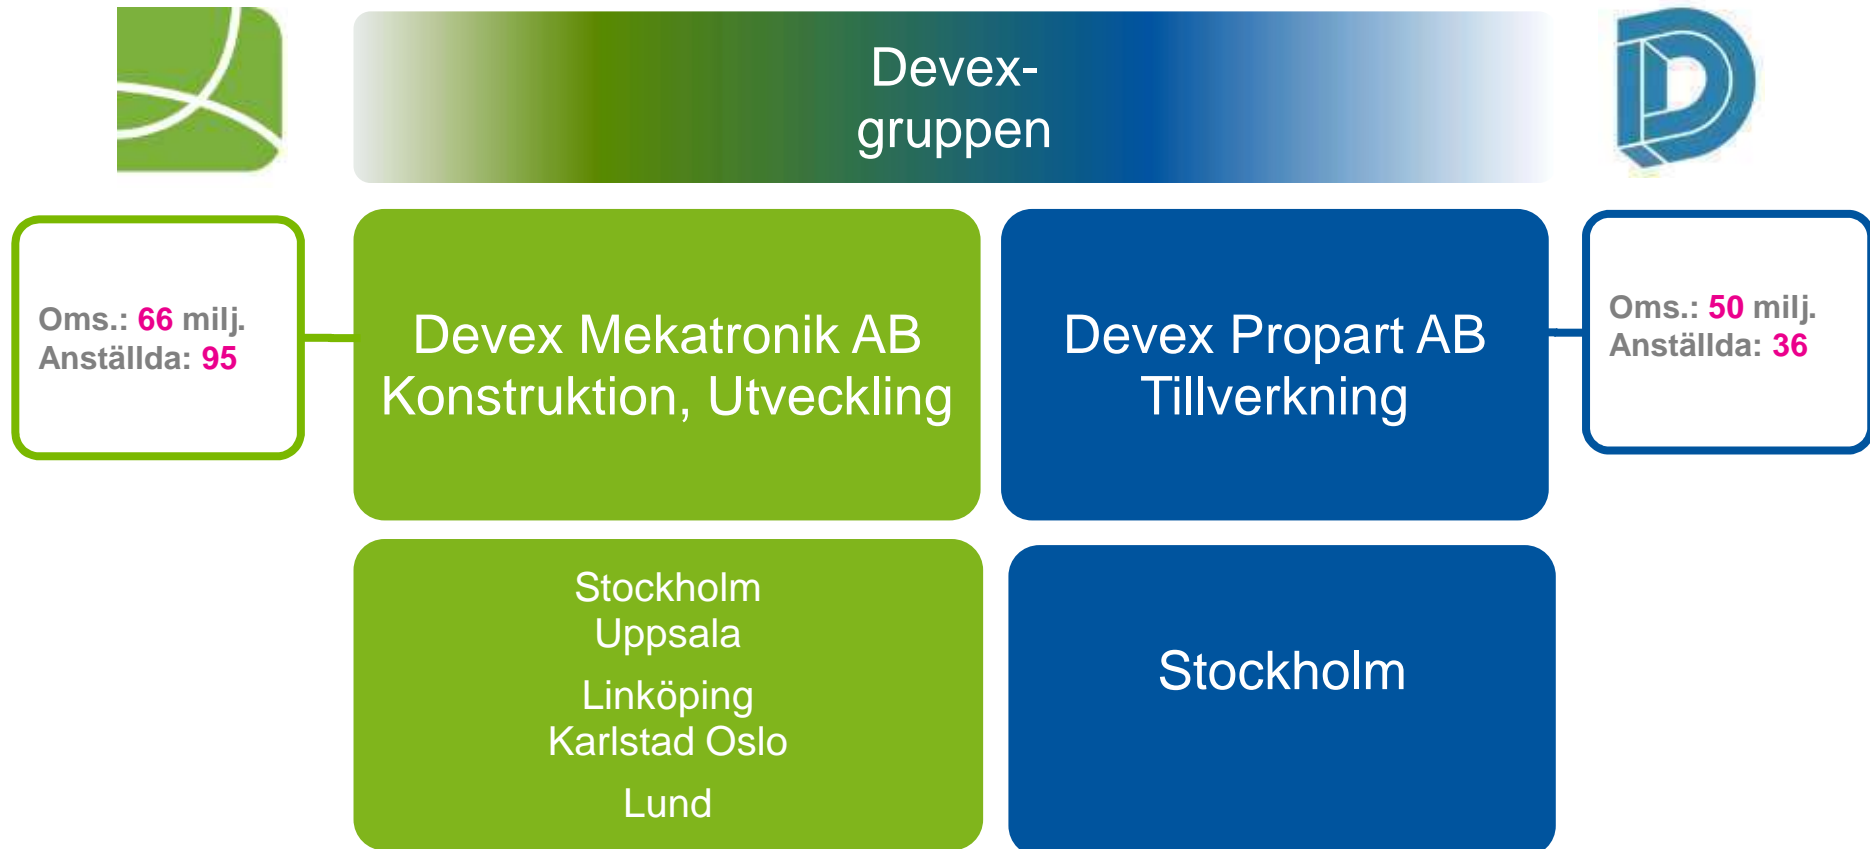 Devex-
gruppen
Oms.: 66 milj.
Anställda: 95
Devex Mekatronik AB
Konstruktion, Utveckling
Devex Propart AB
Tillverkning
Oms.: 50 milj.
Anställda: 36
Stockholm
Uppsala
Linköping
Karlstad Oslo
Lund
Stockholm